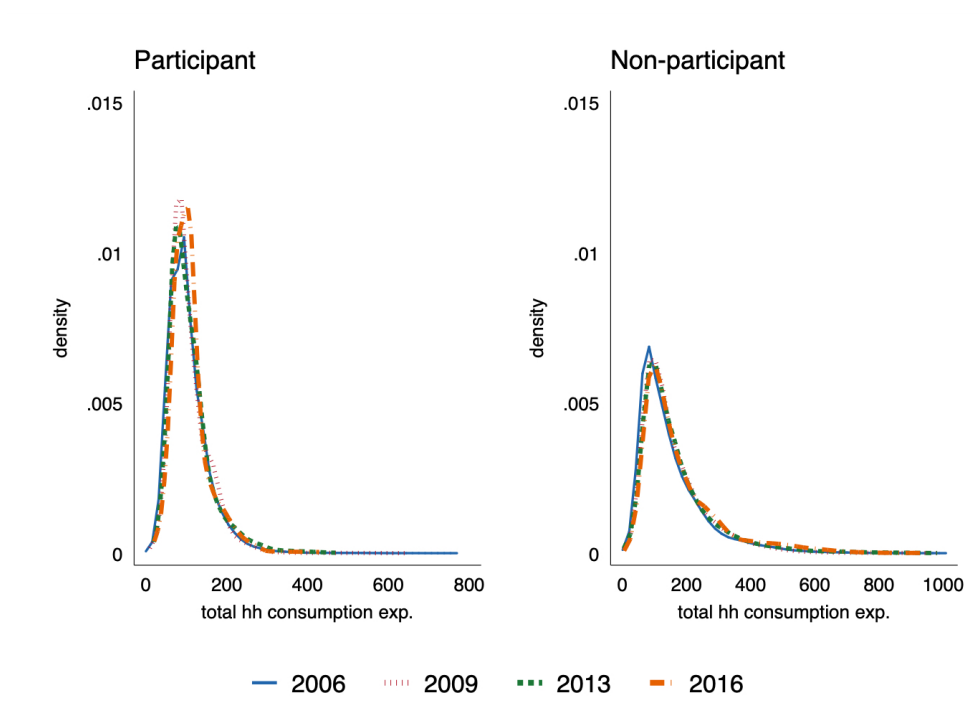 Participant
.015
.01
.005
0
density
0 200 400 600 800
total hh consumption exp.
Non-participant
.015
.01
.005
0
density
0 200 400 600 800 1000
total hh consumption exp.
2006 2009 2013 2016